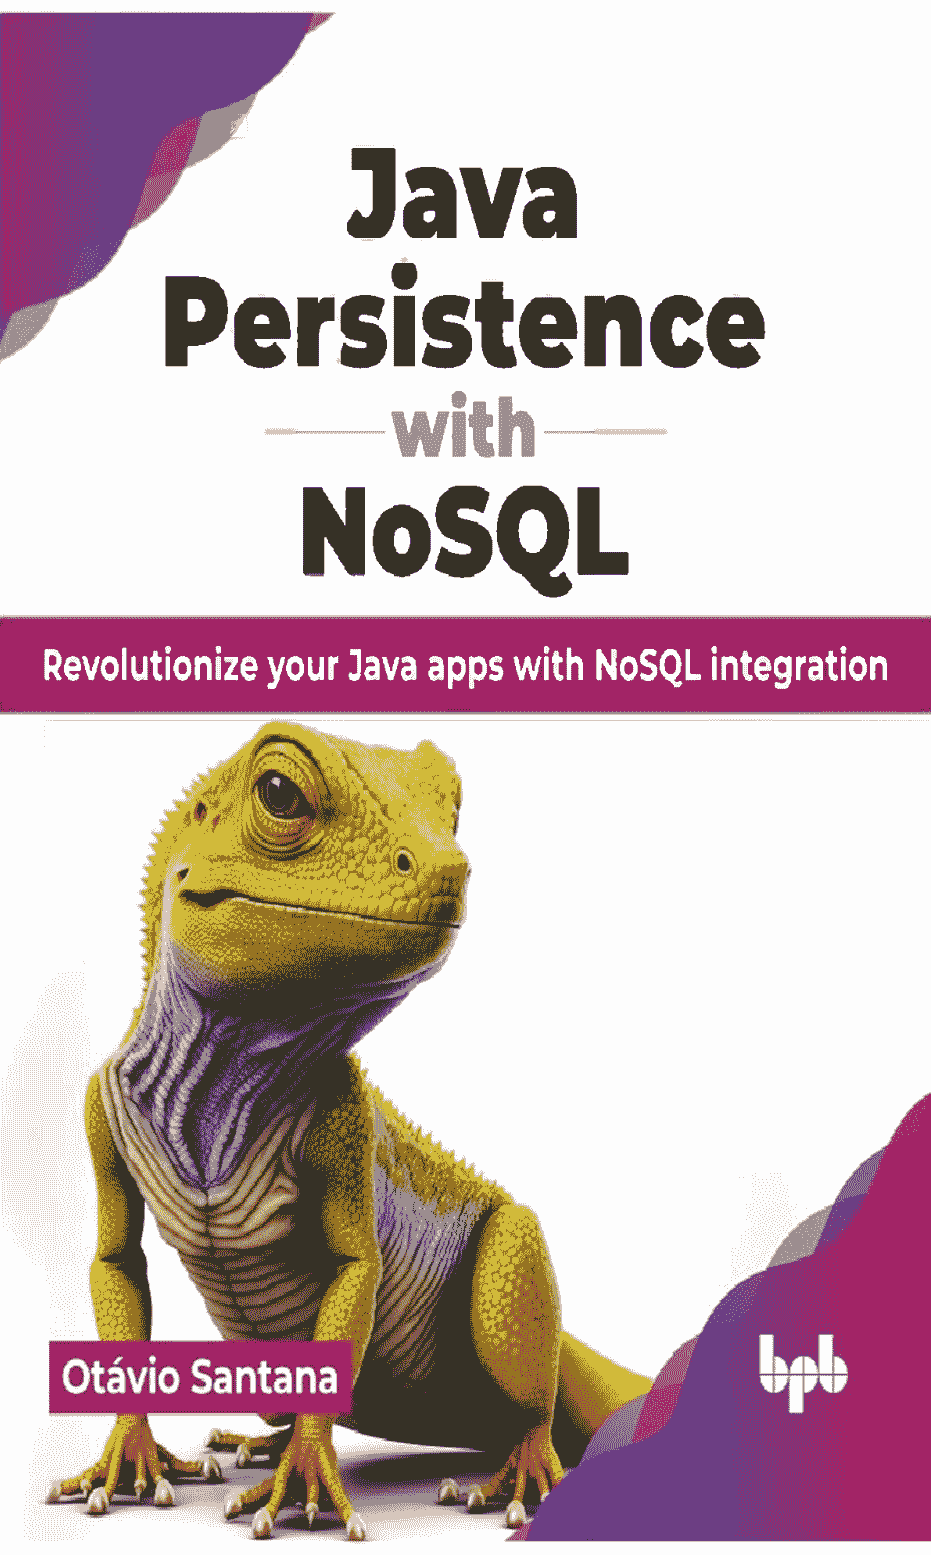 Java
Persistence
with
NoSQL
Revolutionize your Java apps with NoSQL integration
Otávio Santana
bpb